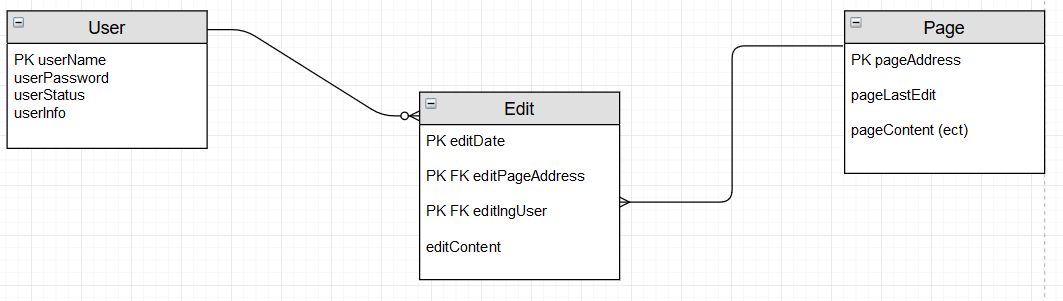 User
PK userName
userPassword
userStatus
userInfo
Edit
PK editDate
PK FK editPageAddress
PK FK editIngUser
editContent
Page
PK pageAddress
pageLastEdit
pageContent (ect)